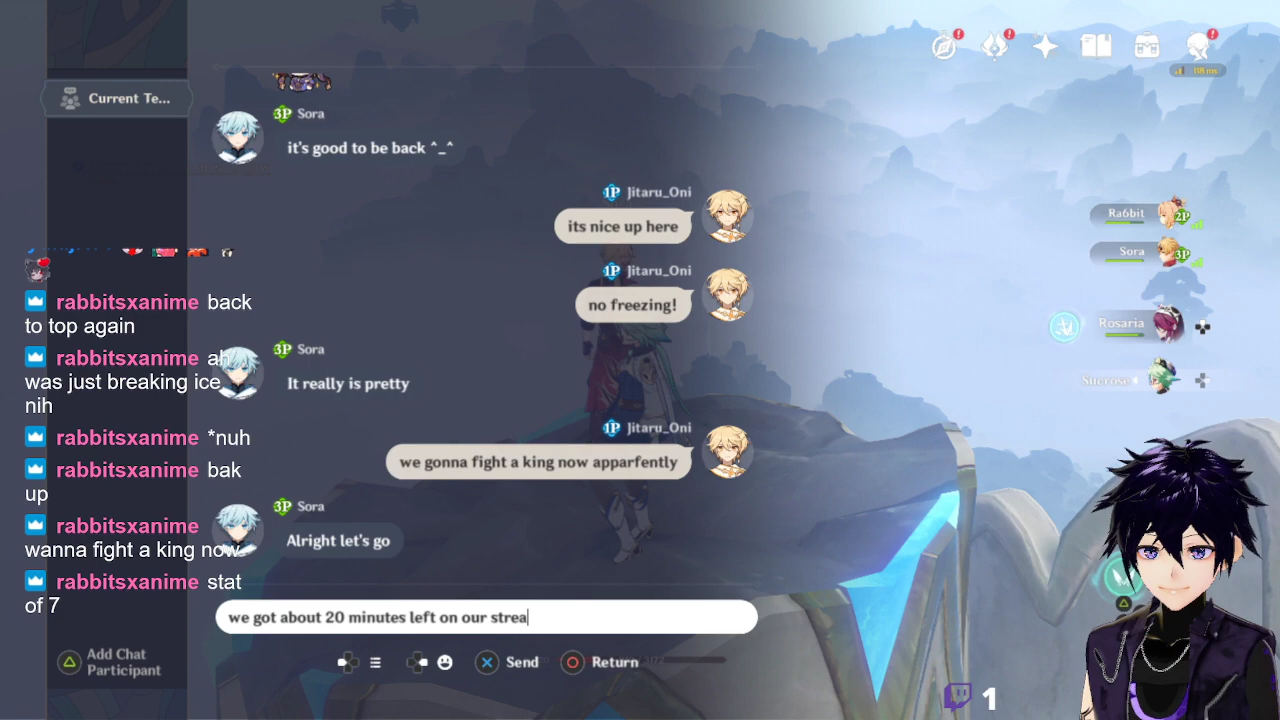 Current Te...
3P Sora
it's good to be back ^_^
1P Jitaru_Oni
its nice up here
1P Jitaru_Oni
no freezing!
3P Sora
It really is pretty
1P Jitaru_Oni
we gonna fight a king now apparfently
3P Sora
Alright let's go
we got about 20 minutes left on our strea
Send
Return
Add Chat
Participant
rabbitsxanime back
to top again
rabbitsxanime ah
was just breaking ice
nih
rabbitsxanime *nuh
rabbitsxanime bak
up
rabbitsxanime
wanna fight a king now
rabbitsxanime stat
of 7
118 ms
Ra6bit
2P
Sora
3P
Rosaria
Sucrose
1